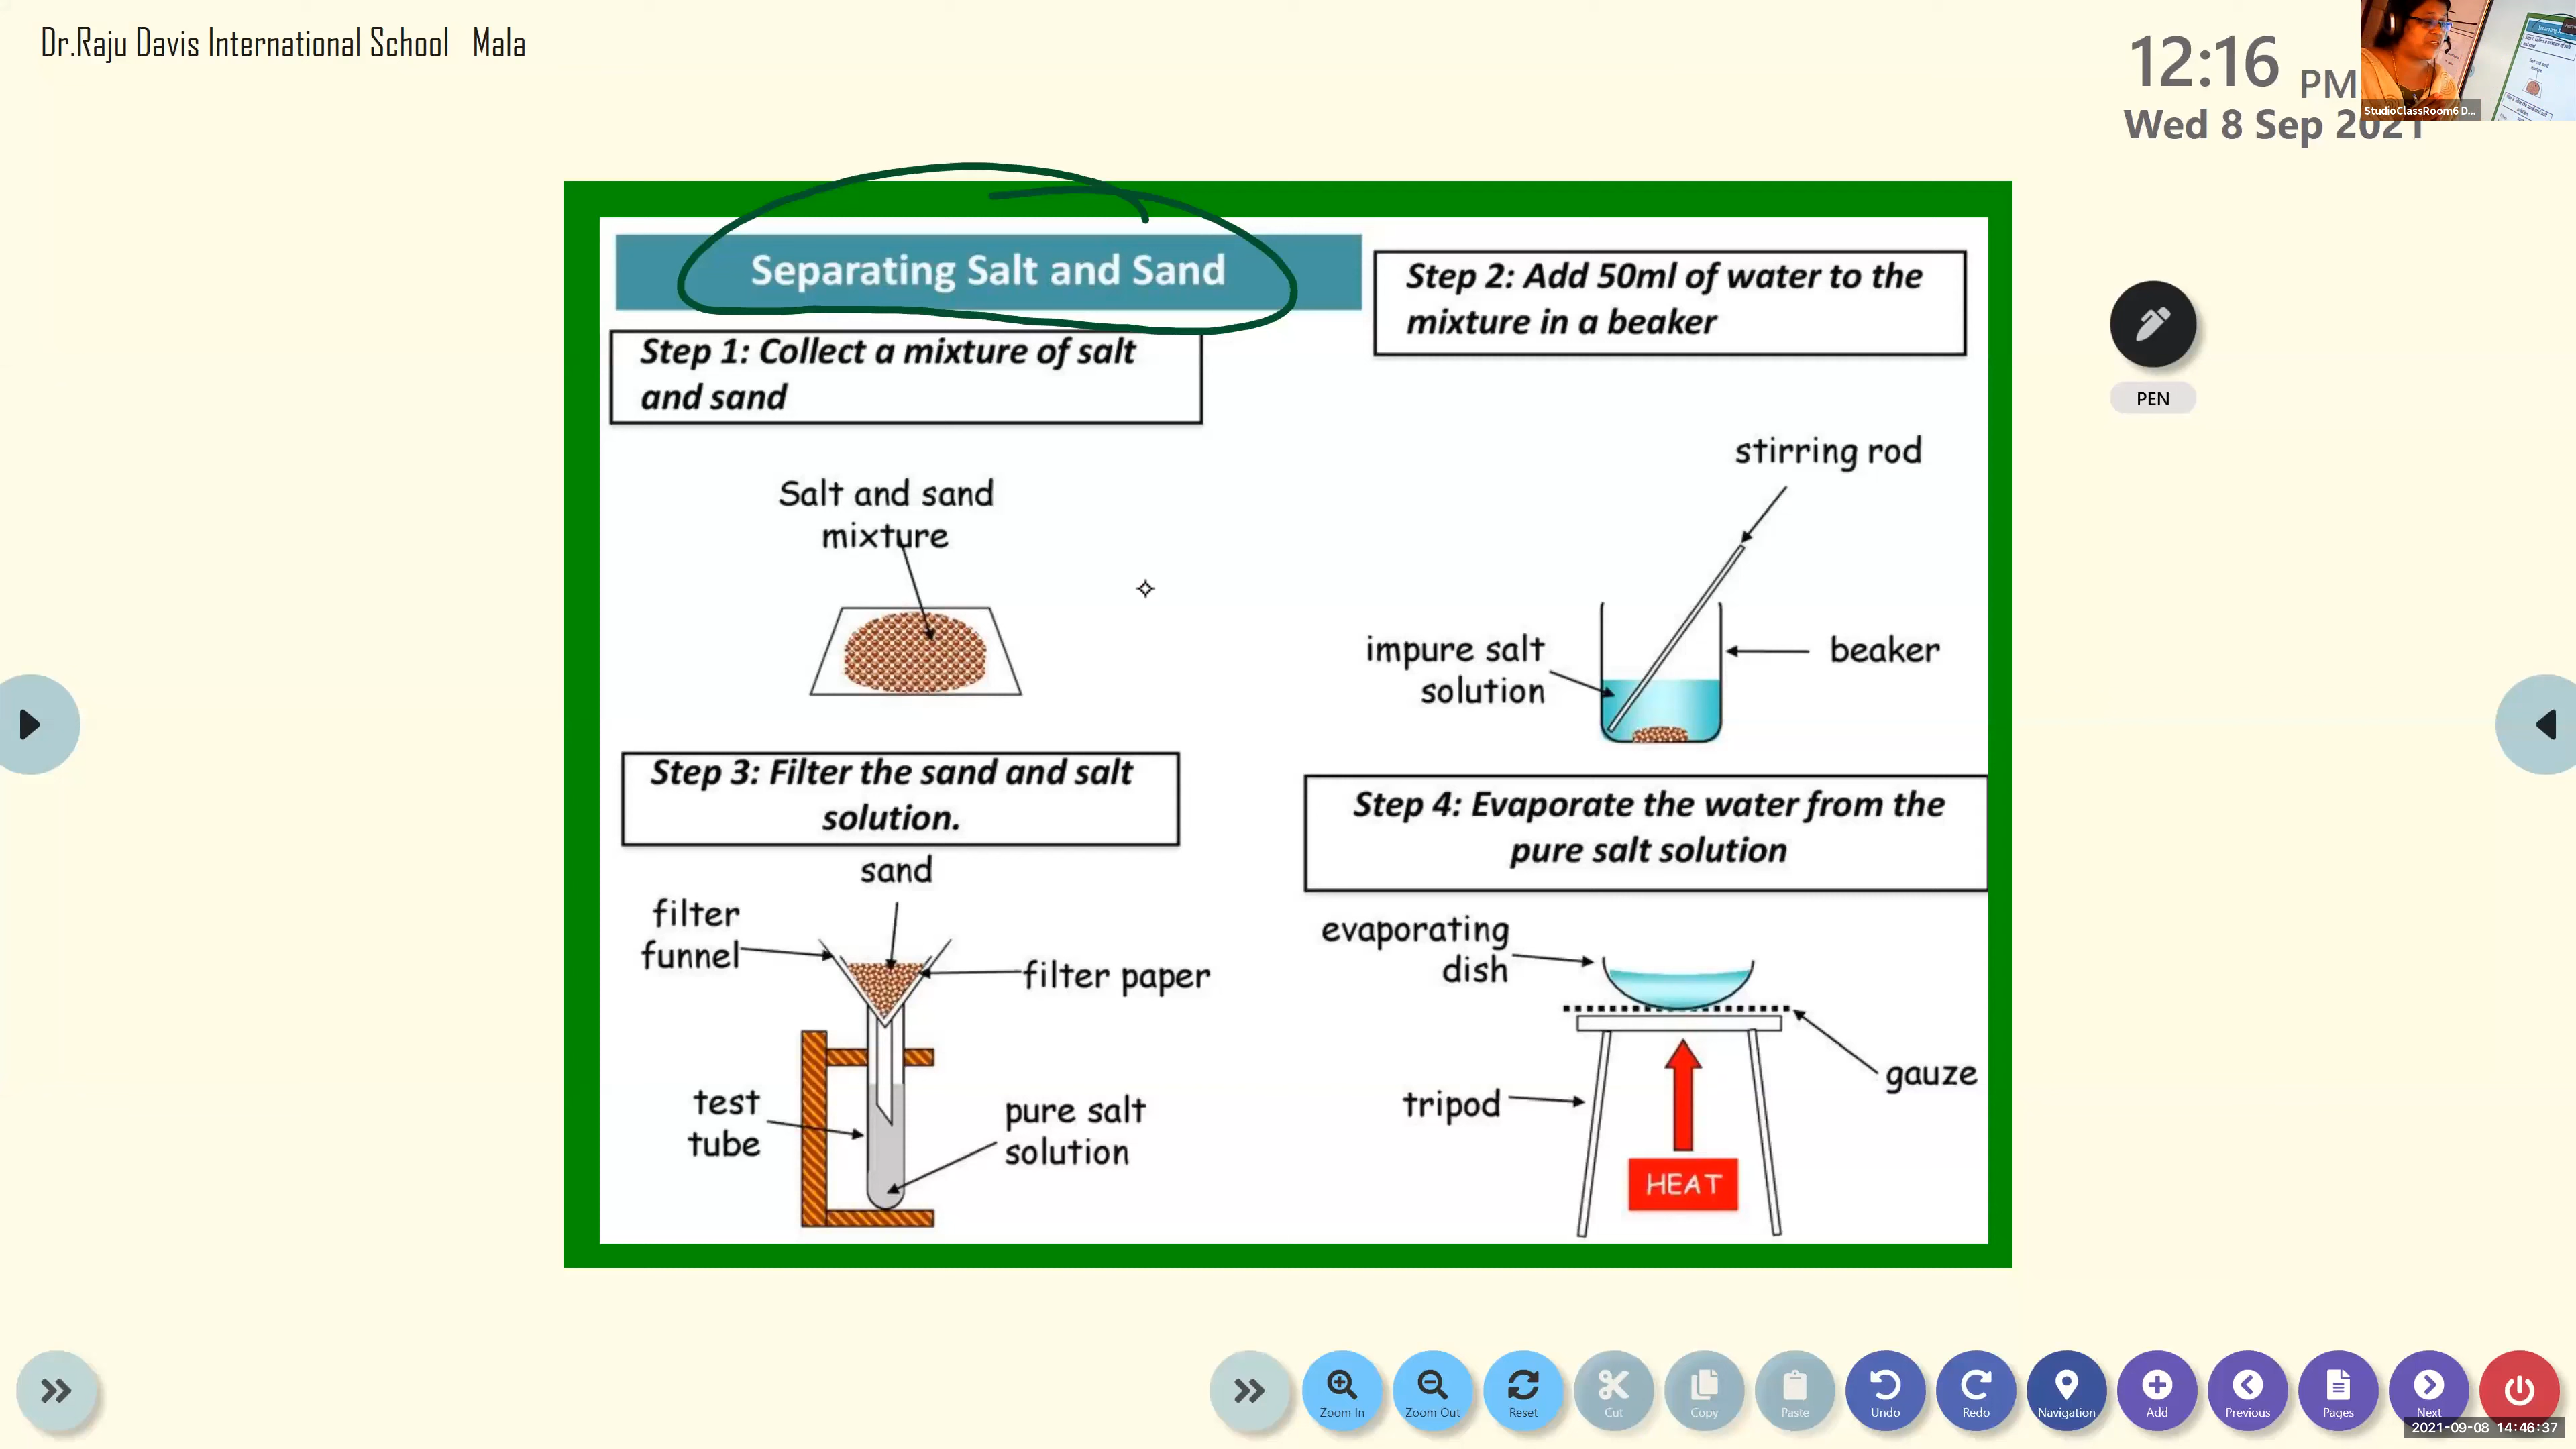 Dr.Raju Davis International School Mala
12:16 PM
Wed 8 Sep 2021
StudioClassRoom6 D...
Separating Salt and Sand
Step 1: Collect a mixture of salt
and sand
Salt and sand
mixture
Step 2: Add 50ml of water to the
mixture in a beaker
stirring rod
impure salt
solution
beaker
Step 3: Filter the sand and salt
solution.
sand
filter
funnel
filter paper
test
tube
pure salt
solution
Step 4: Evaporate the water from the
pure salt solution
evaporating
dish
gauze
tripod
HEAT
PEN
Zoom In
Zoom Out
Reset
Cut
Copy
Paste
Undo
Redo
Navigation
Add
Previous
Pages
Next
2021-09-08 14:46:37